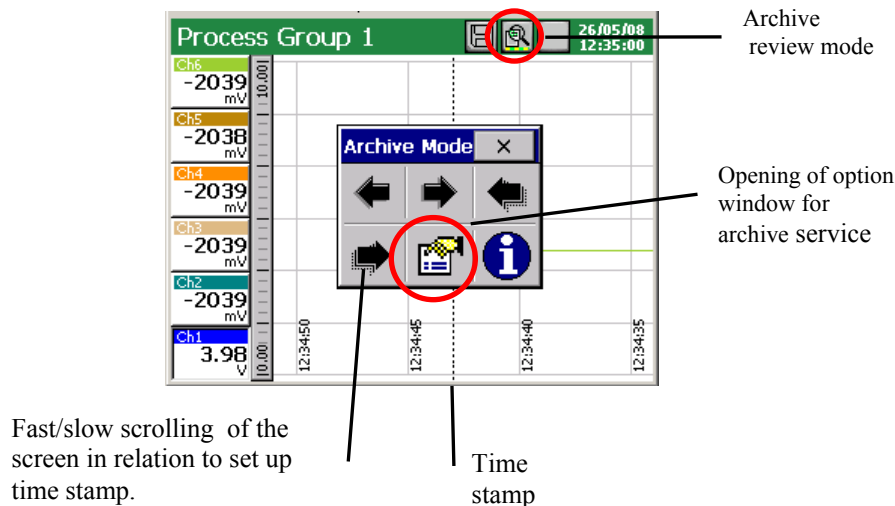 Archive
review mode
Process Group 1
26/05/08
12:35:00
Ch6
-2039
mV
Ch5
-2038
mV
Ch4
-2039
mV
Ch3
-2039
mV
Ch2
-2039
mV
Ch1
3.98
V
10.00
10.00
Archive Mode
Opening of option
window for
archive service
12:34:50
12:34:45
12:34:40
12:34:35
Fast/slow scrolling of the
screen in relation to set up
time stamp.
Time
stamp